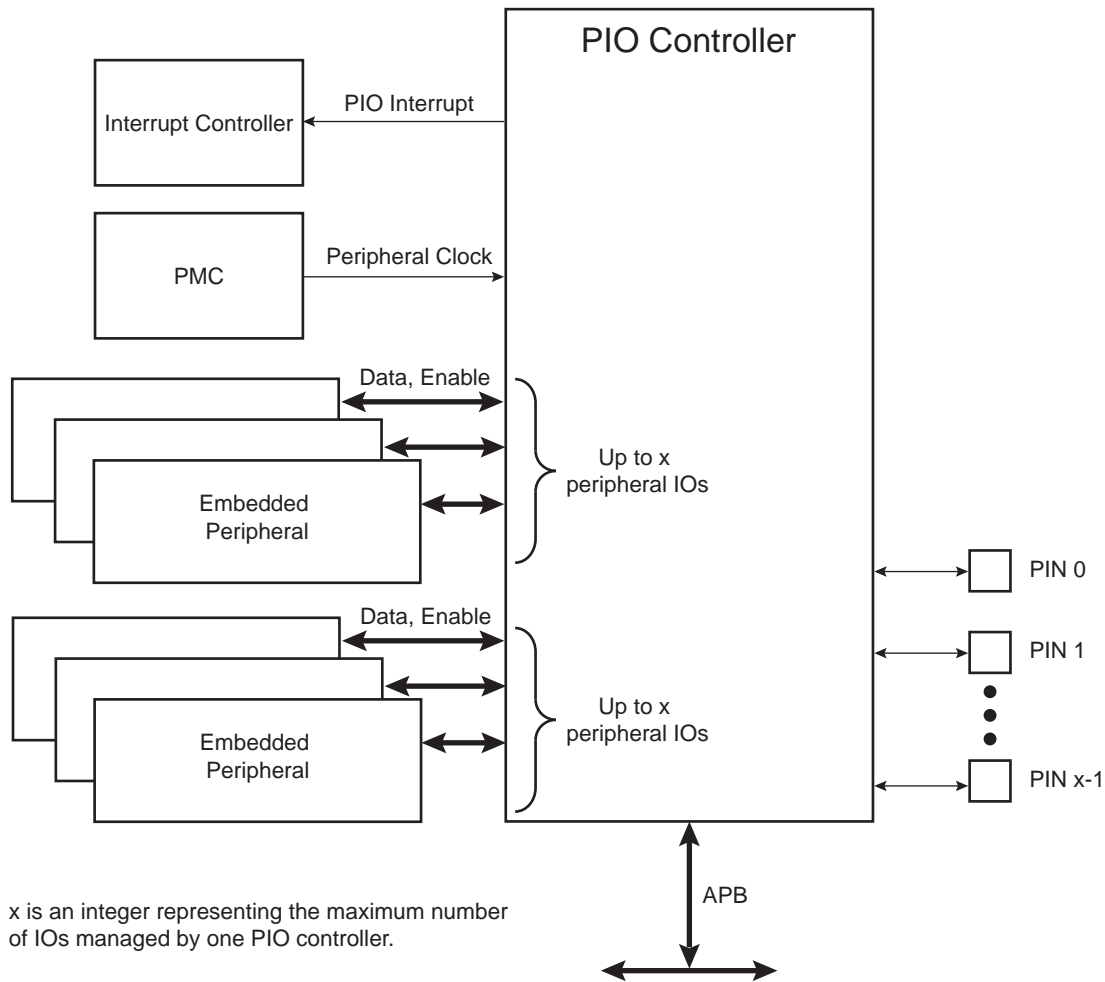 PIO Controller
PIO Interrupt
Interrupt Controller
Peripheral Clock
PMC
Data, Enable
Up to x
peripheral IOs
Embedded
Peripheral
PIN 0
Data, Enable
PIN 1
Up to x
peripheral IOs
Embedded
Peripheral
PIN x-1
APB
x is an integer representing the maximum number
of IOs managed by one PIO controller.